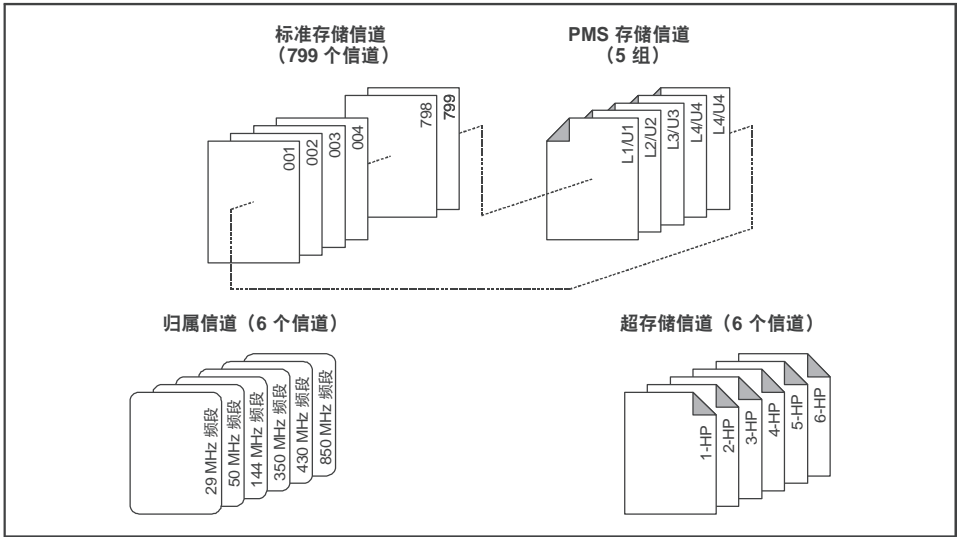 标准存储信道
（799 个信道）
001
002
003
004
798
799
PMS 存储信道
（5 组）
L1/U1
L2/U2
L3/U3
L4/U4
L4/U4
归属信道（6 个信道）
29 MHz 频段
50 MHz 频段
144 MHz 频段
350 MHz 频段
430 MHz 频段
850 MHz 频段
超存储信道（6 个信道）
1-HP
2-HP
3-HP
4-HP
5-HP
6-HP